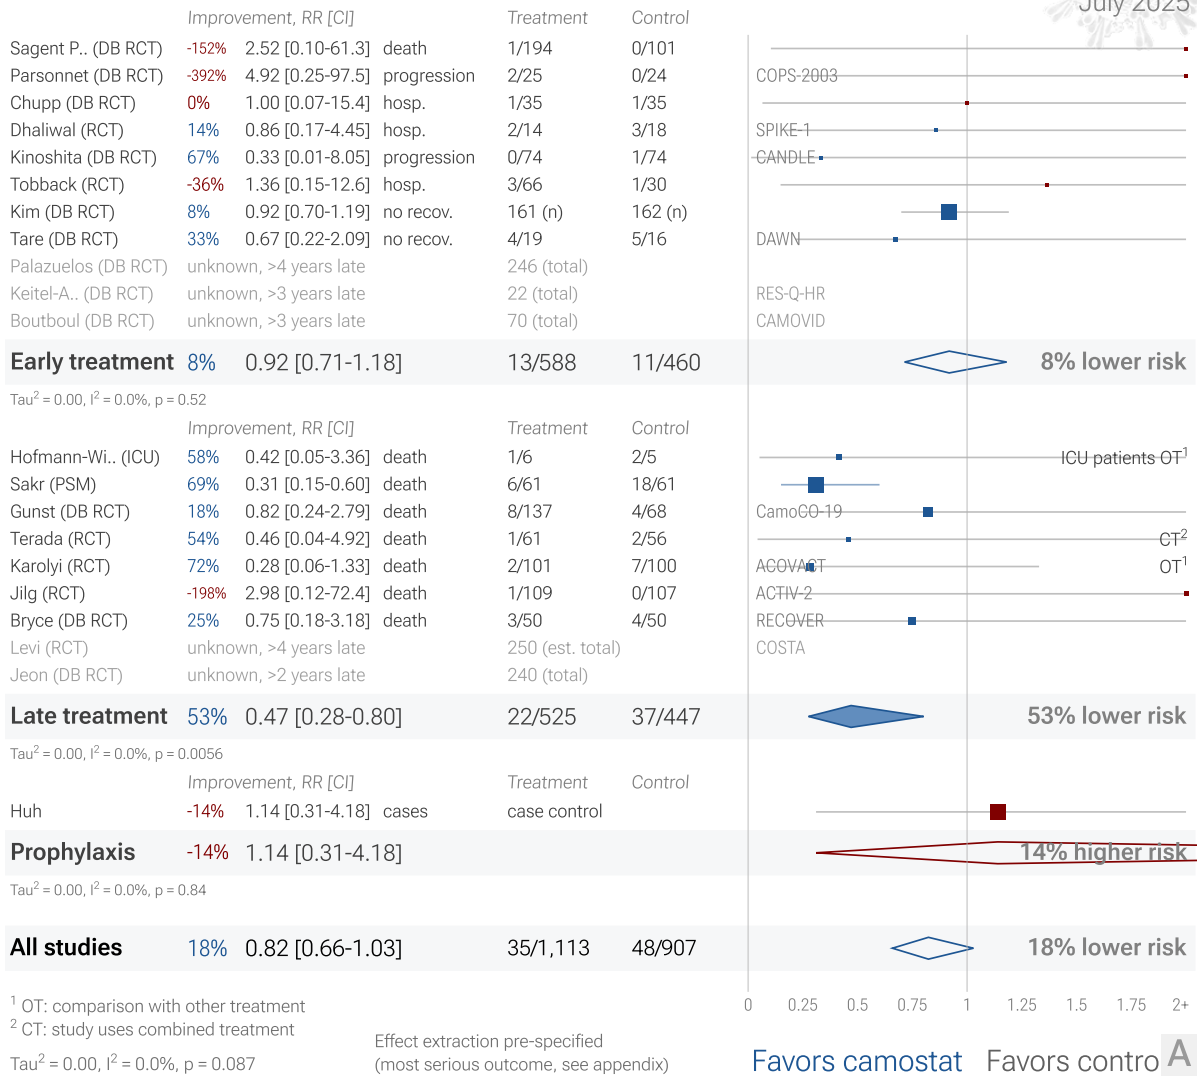 July 2025
Improvement, RR [CI] Treatment Control
Sagent P.. (DB RCT) -152% 2.52 [0.10-61.3] death 1/194 0/101
Parsonnet (DB RCT) -392% 4.92 [0.25-97.5] progression 2/25 0/24 COPS-2003
Chupp (DB RCT) 0% 1.00 [0.07-15.4] hosp. 1/35 1/35
Dhaliwal (RCT) 14% 0.86 [0.17-4.45] hosp. 2/14 3/18 SPIKE-1
Kinoshita (DB RCT) 67% 0.33 [0.01-8.05] progression 0/74 1/74 CANDLE
Tobback (RCT) -36% 1.36 [0.15-12.6] hosp. 3/66 1/30
Kim (DB RCT) 8% 0.92 [0.70-1.19] no recov. 161 (n) 162 (n)
Tare (DB RCT) 33% 0.67 [0.22-2.09] no recov. 4/19 5/16 DAWN
Palazuelos (DB RCT) unknown, >4 years late 246 (total)
Keitel-A.. (DB RCT) unknown, >3 years late 22 (total) RES-Q-HR
Boutboul (DB RCT) unknown, >3 years late 70 (total) CAMOVID
Early treatment 8% 0.92 [0.71-1.18] 13/588 11/460 8% lower risk
Tau² = 0.00, I² = 0.0%, p = 0.52
Improvement, RR [CI] Treatment Control
Hofmann-Wi.. (ICU) 58% 0.42 [0.05-3.36] death 1/6 2/5 ICU patients OT¹
Sakr (PSM) 69% 0.31 [0.15-0.60] death 6/61 18/61
Gunst (DB RCT) 18% 0.82 [0.24-2.79] death 8/137 4/68 CamoCO-19
Terada (RCT) 54% 0.46 [0.04-4.92] death 1/61 2/56 CT²
Karolyi (RCT) 72% 0.28 [0.06-1.33] death 2/101 7/100 ACOVACT OT¹
Jilg (RCT) -198% 2.98 [0.12-72.4] death 1/109 0/107 ACTIV-2
Bryce (DB RCT) 25% 0.75 [0.18-3.18] death 3/50 4/50 RECOVER
Levi (RCT) unknown, >4 years late 250 (est. total) COSTA
Jeon (DB RCT) unknown, >2 years late 240 (total)
Late treatment 53% 0.47 [0.28-0.80] 22/525 37/447 53% lower risk
Tau² = 0.00, I² = 0.0%, p = 0.0056
Improvement, RR [CI] Treatment Control
Huh -14% 1.14 [0.31-4.18] cases case control
Prophylaxis -14% 1.14 [0.31-4.18] 14% higher risk
Tau² = 0.00, I² = 0.0%, p = 0.84
All studies 18% 0.82 [0.66-1.03] 35/1,113 48/907 18% lower risk
0 0.25 0.5 0.75 1 1.25 1.5 1.75 2+
¹ OT: comparison with other treatment
² CT: study uses combined treatment
Tau² = 0.00, I² = 0.0%, p = 0.087
Effect extraction pre-specified
(most serious outcome, see appendix)
Favors camostat Favors contro
A